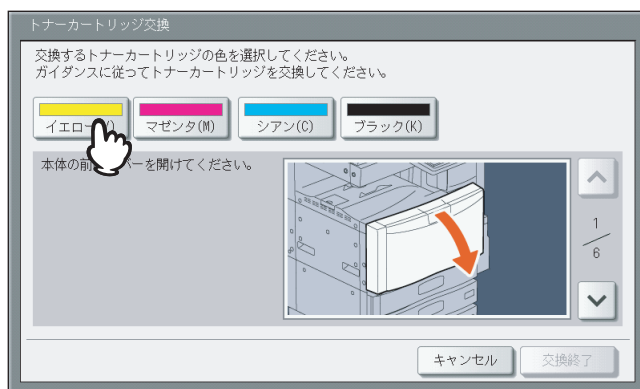 トナーカートリッジ交換
交換するトナーカートリッジの色を選択してください。
ガイダンスに従ってトナーカートリッジを交換してください。
イエロー
マゼンタ(M)
シアン(C)
ブラック(K)
本体の前 バーを開けてください。
1
6
キャンセル
交換終了